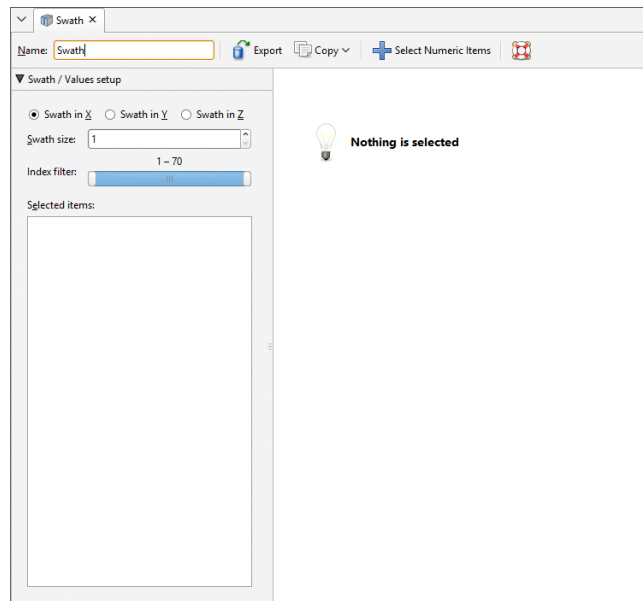 Swath
Name: Swath Export Copy Select Numeric Items
Swath / Values setup
Swath in X Swath in Y Swath in Z
Swath size: 1
1 – 70
Index filter:
Selected items:
Nothing is selected